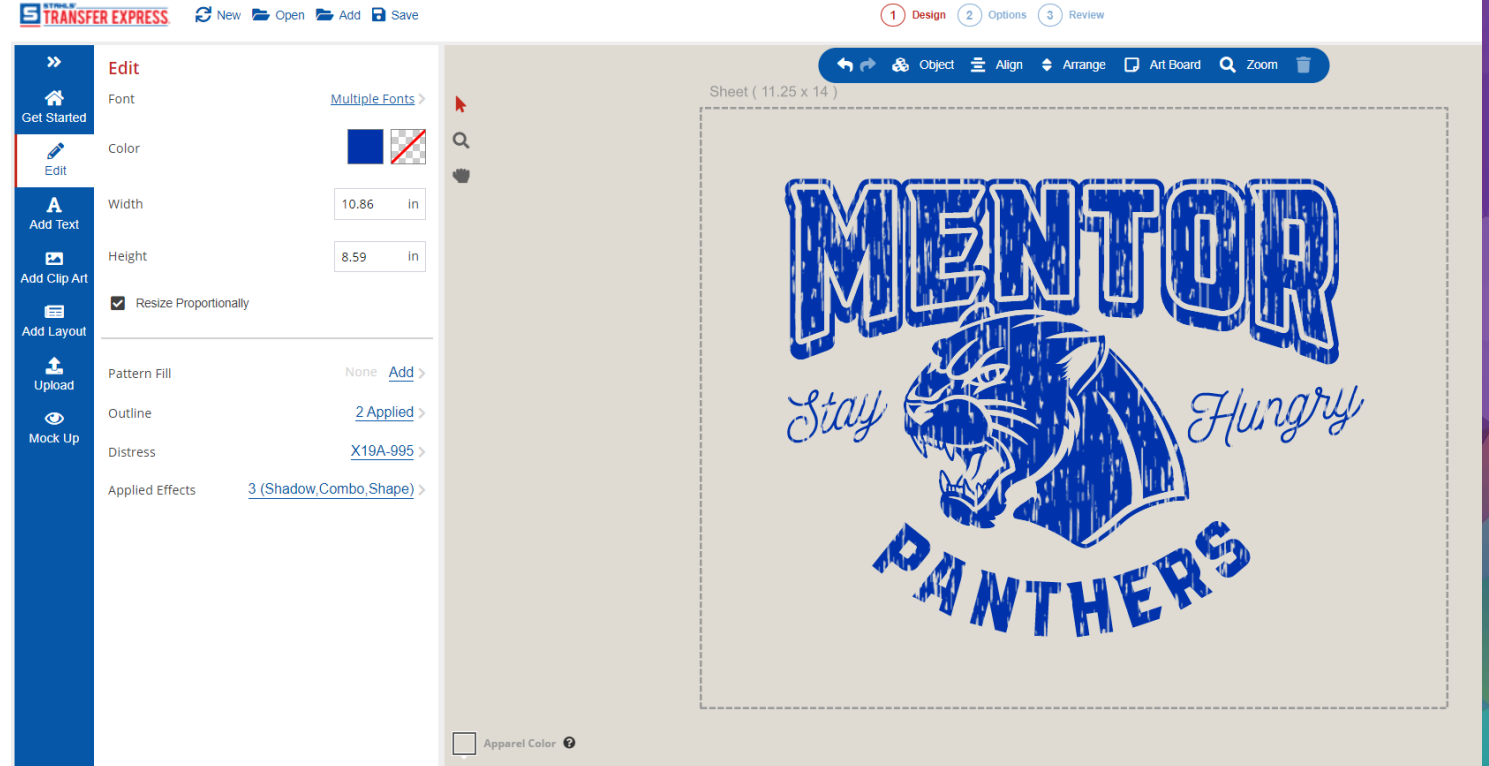 STAHLS'
TRANSFER EXPRESS
New Open Add Save
1 Design 2 Options 3 Review
Get Started
Edit
Add Text
Add Clip Art
Add Layout
Upload
Mock Up
Edit
Font Multiple Fonts
Color
Width 10.86 in
Height 8.59 in
Resize Proportionally
Pattern Fill None Add
Outline 2 Applied
Distress X19A-995
Applied Effects 3 (Shadow,Combo,Shape)
Object Align Arrange Art Board Zoom
Sheet ( 11.25 x 14 )
MENTOR
Stay Hungry
PANTHERS
Apparel Color ?